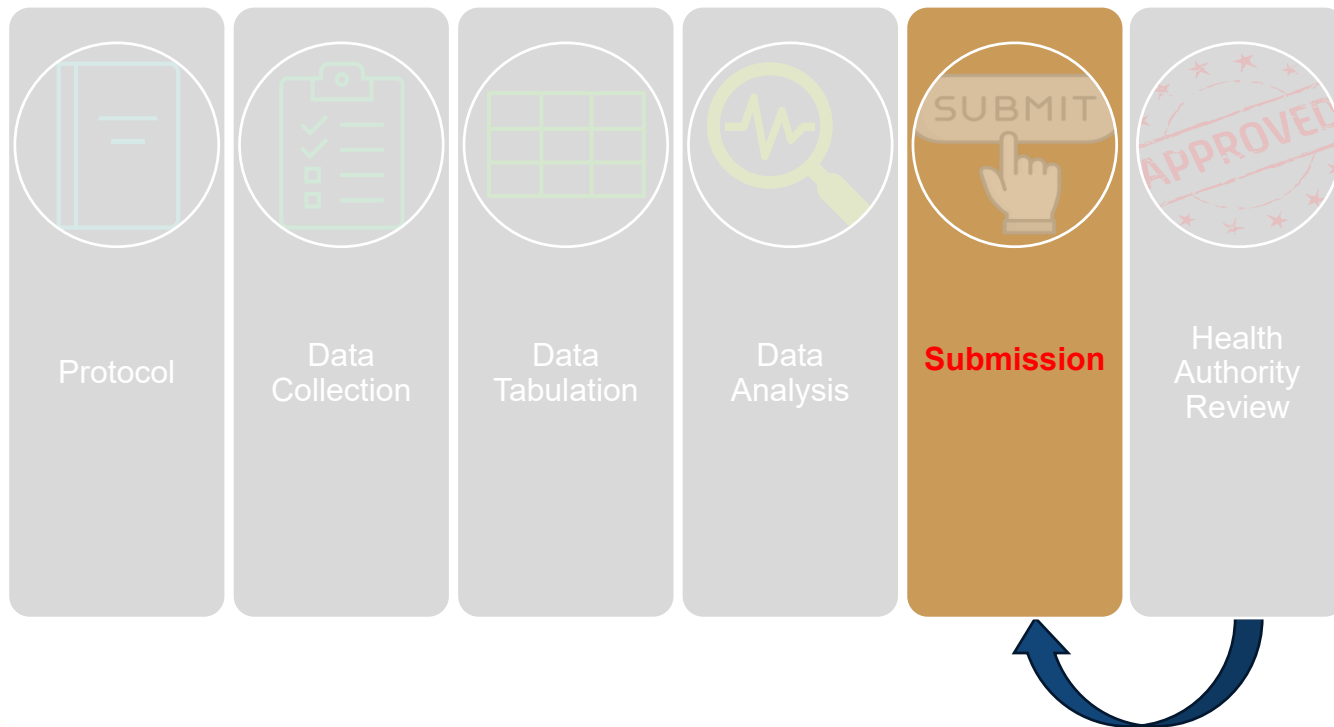 SUBMIT
APPROVED
Protocol
Data
Collection
Data
Tabulation
Data
Analysis
Submission
Health
Authority
Review